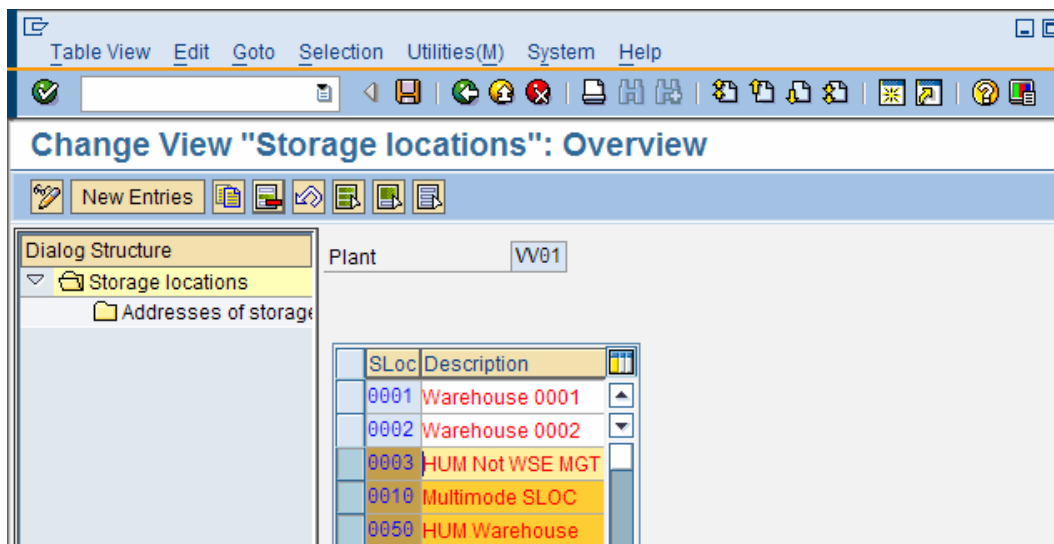 Table View Edit Goto Selection Utilities(M) System Help
Change View "Storage locations": Overview
New Entries
Dialog Structure
Storage locations
Addresses of storage
Plant VV01
SLoc Description
0001 Warehouse 0001
0002 Warehouse 0002
0003 HUM Not WSE MGT
0010 Multimode SLOC
0050 HUM Warehouse